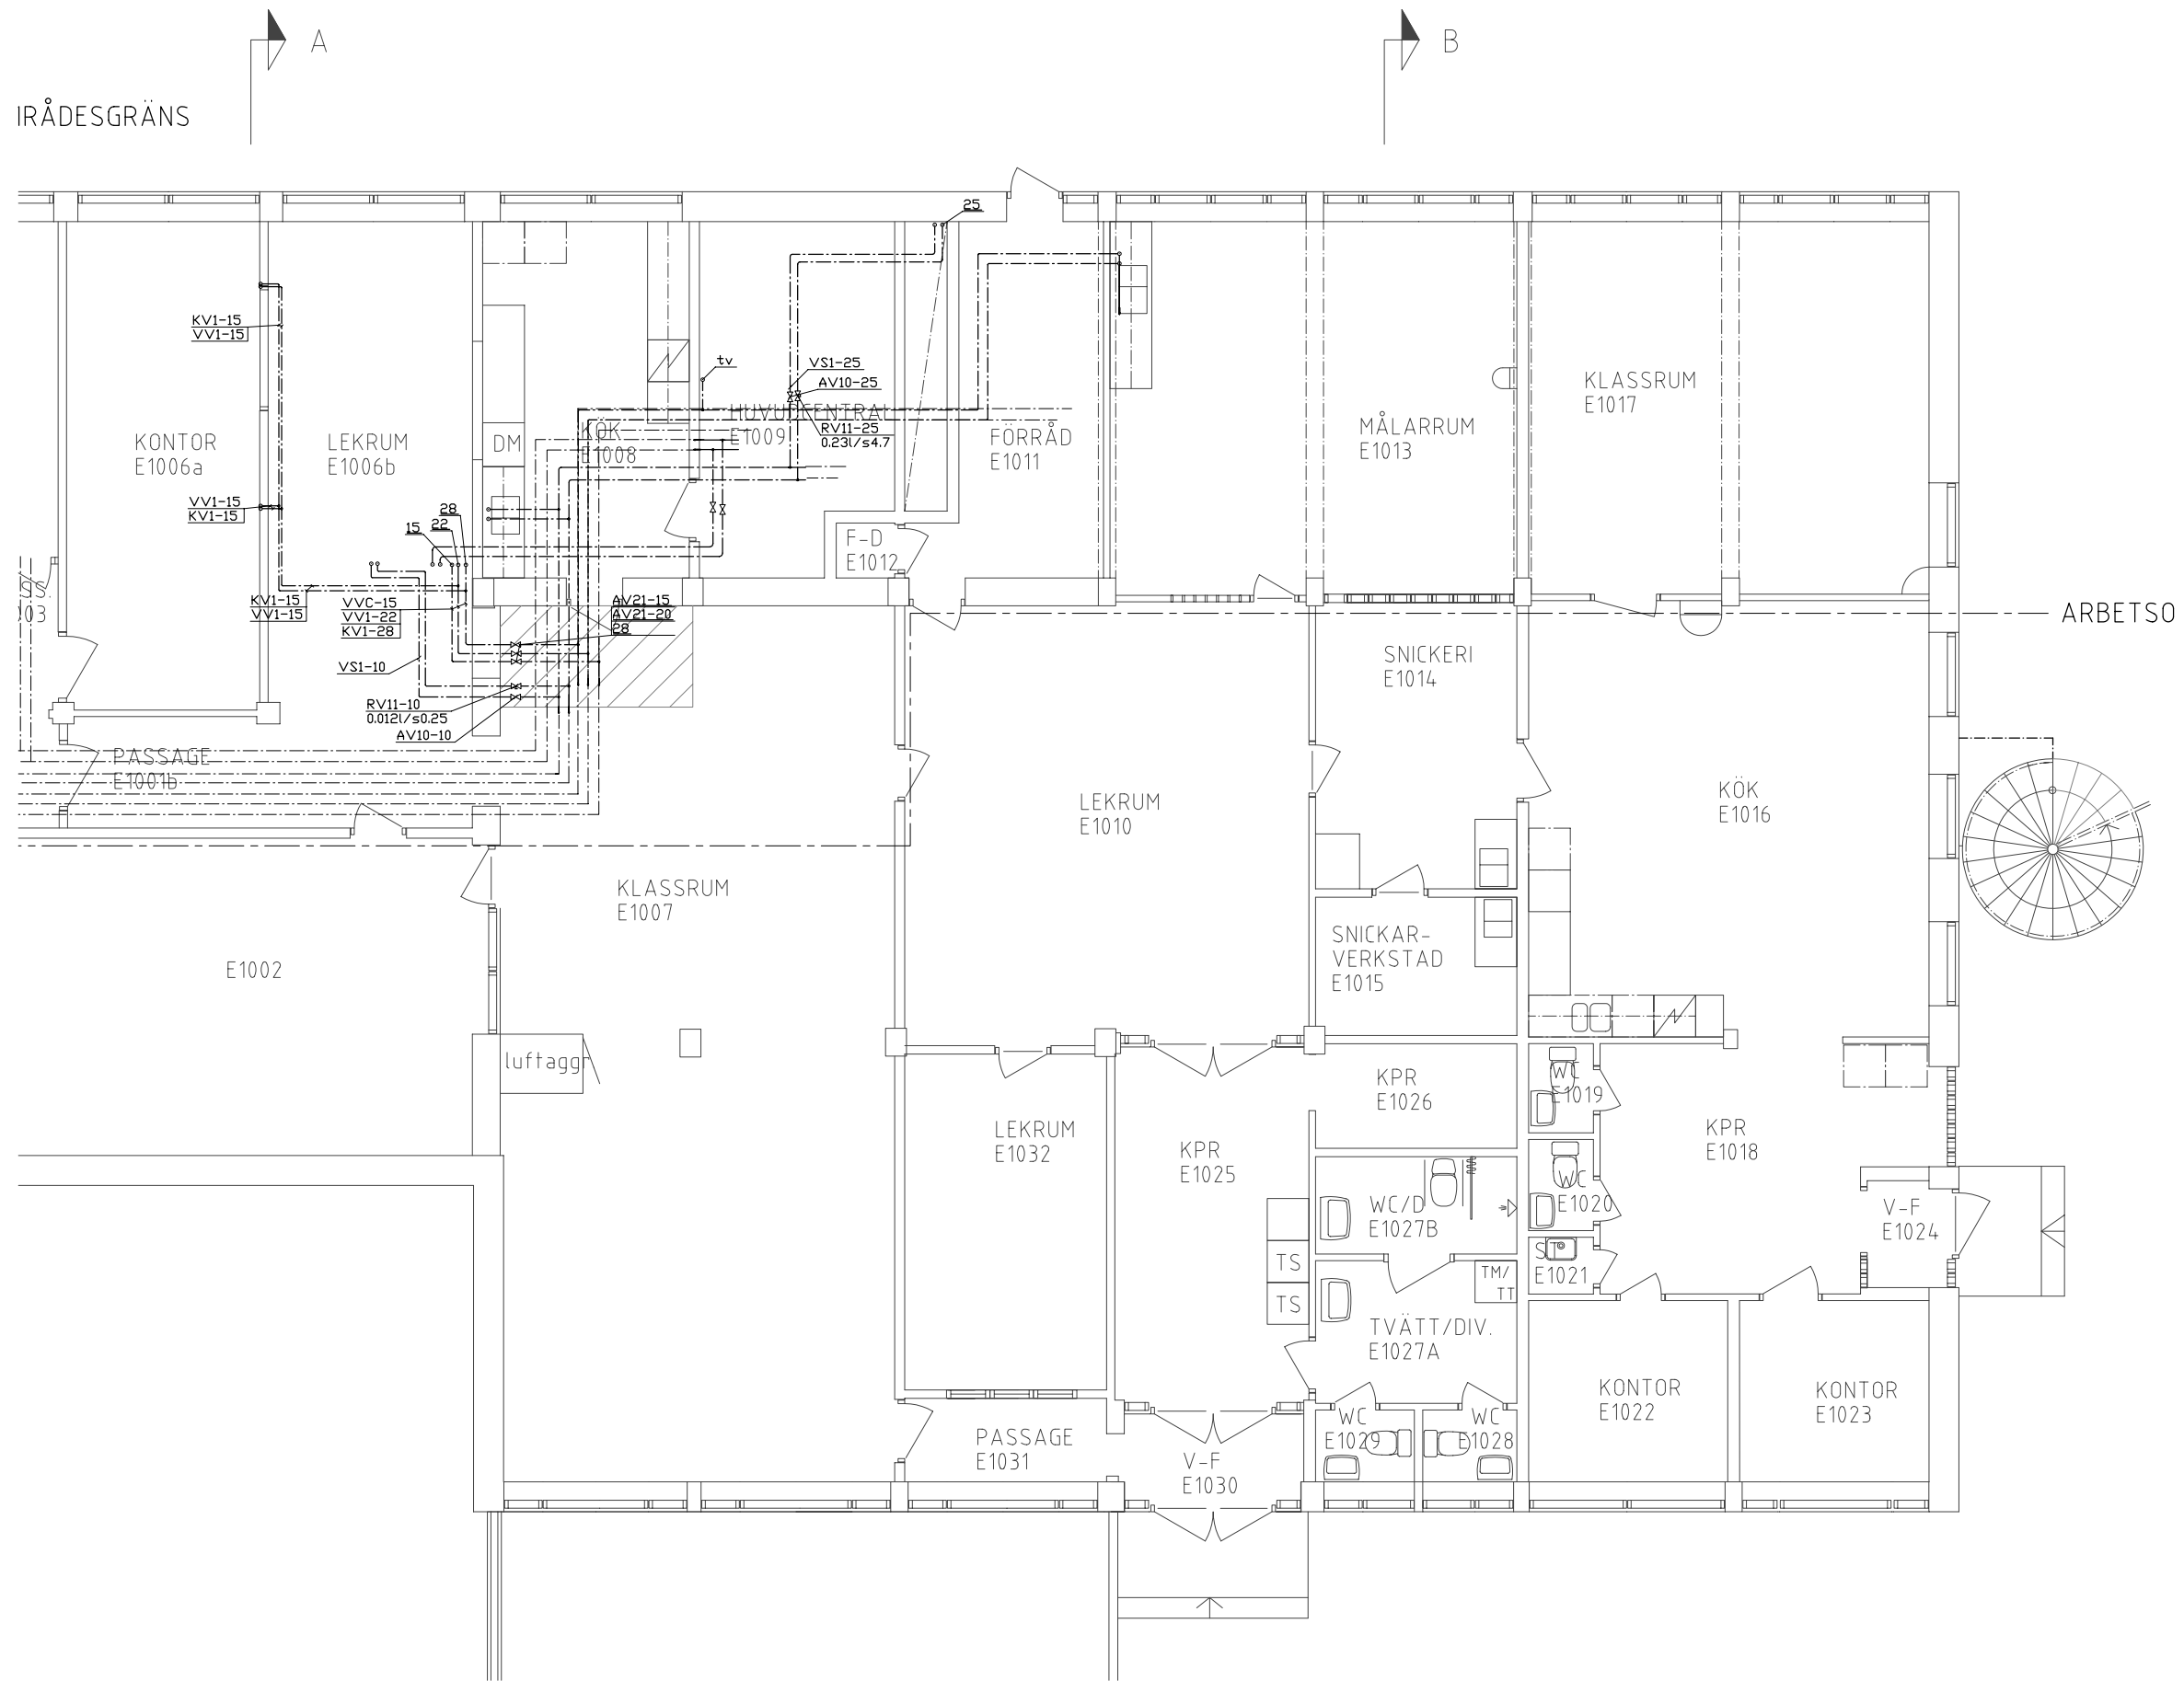 A
B
IRÅDESGRÄNS
25
KV1-15
VV1-15
tv
VS1-25
AV10-25
RV11-25
0.23l/s4.7
HUVUDCENTRAL
E1009
KLASSRUM
E1017
MÅLARRUM
E1013
FÖRRÅD
E1011
KONTOR
E1006a
LEKRUM
E1006b
DM
KÖK
E1008
VV1-15
KV1-15
28
22
15
F-D
E1012
KV1-15
VV1-15
VVC-15
VV1-22
KV1-28
AV21-15
AV21-20
28
ARBETSO
VS1-10
RV11-10
0.012l/s0.25
AV10-10
SNICKERI
E1014
PASSAGE
E1001b
LEKRUM
E1010
KÖK
E1016
KLASSRUM
E1007
SNICKAR-
VERKSTAD
E1015
E1002
luftaggr
WC
E1019
KPR
E1026
LEKRUM
E1032
KPR
E1025
KPR
E1018
WC
E1020
WC/D
E1027B
V-F
E1024
TS
TS
TM/
TT
ST
E1021
TVÄTT/DIV.
E1027A
KONTOR
E1022
KONTOR
E1023
WC
E1029
WC
E1028
PASSAGE
E1031
V-F
E1030